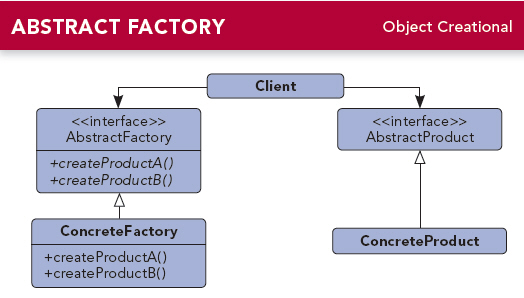 ABSTRACT FACTORY
Object Creational
Client
<<interface>>
AbstractFactory
+createProductA()
+createProductB()
<<interface>>
AbstractProduct
ConcreteFactory
+createProductA()
+createProductB()
ConcreteProduct